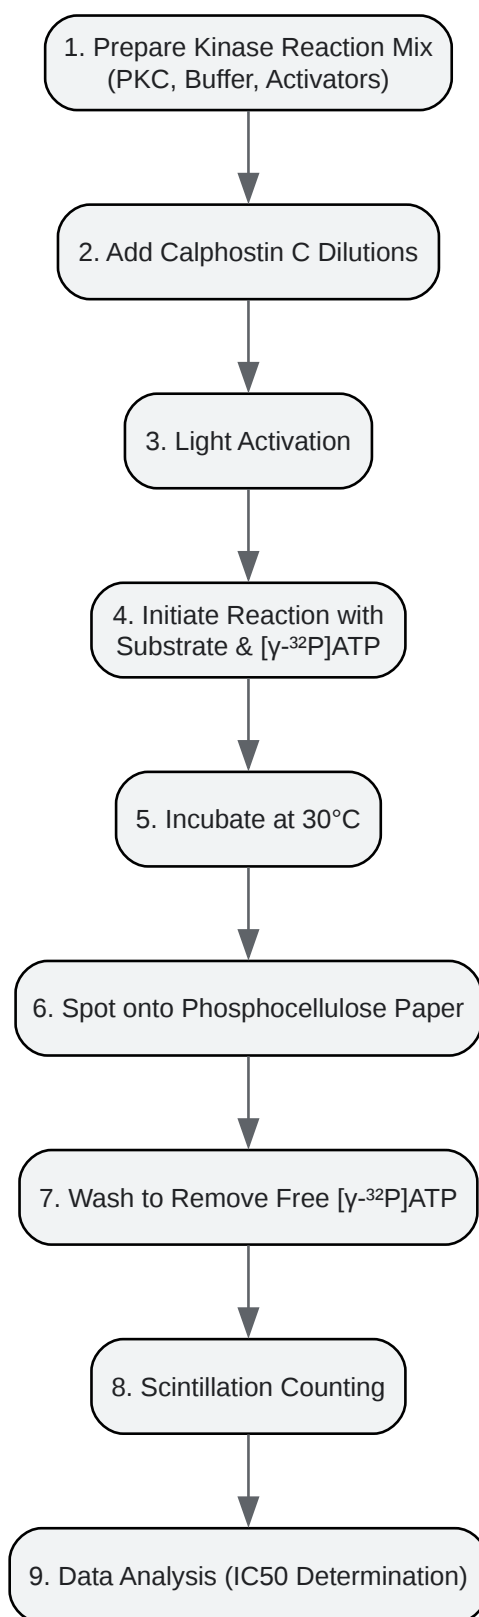 1. Prepare Kinase Reaction Mix
(PKC, Buffer, Activators)
2. Add Calphostin C Dilutions
3. Light Activation
4. Initiate Reaction with
Substrate & [γ-³²P]ATP
5. Incubate at 30°C
6. Spot onto Phosphocellulose Paper
7. Wash to Remove Free [γ-³²P]ATP
8. Scintillation Counting
9. Data Analysis (IC50 Determination)